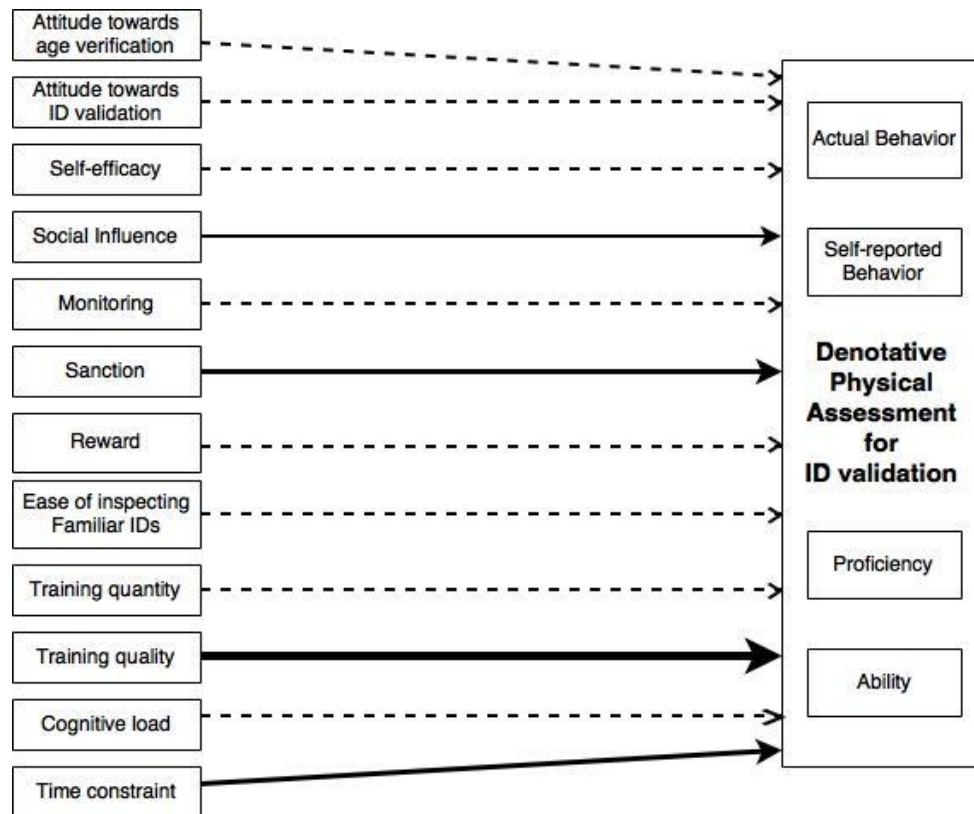 Attitude towards
age verification
Attitude towards
ID validation
Self-efficacy
Social Influence
Monitoring
Sanction
Reward
Ease of inspecting
Familiar IDs
Training quantity
Training quality
Cognitive load
Time constraint
Actual Behavior
Self-reported
Behavior
Denotative
Physical
Assessment
for
ID validation
Proficiency
Ability